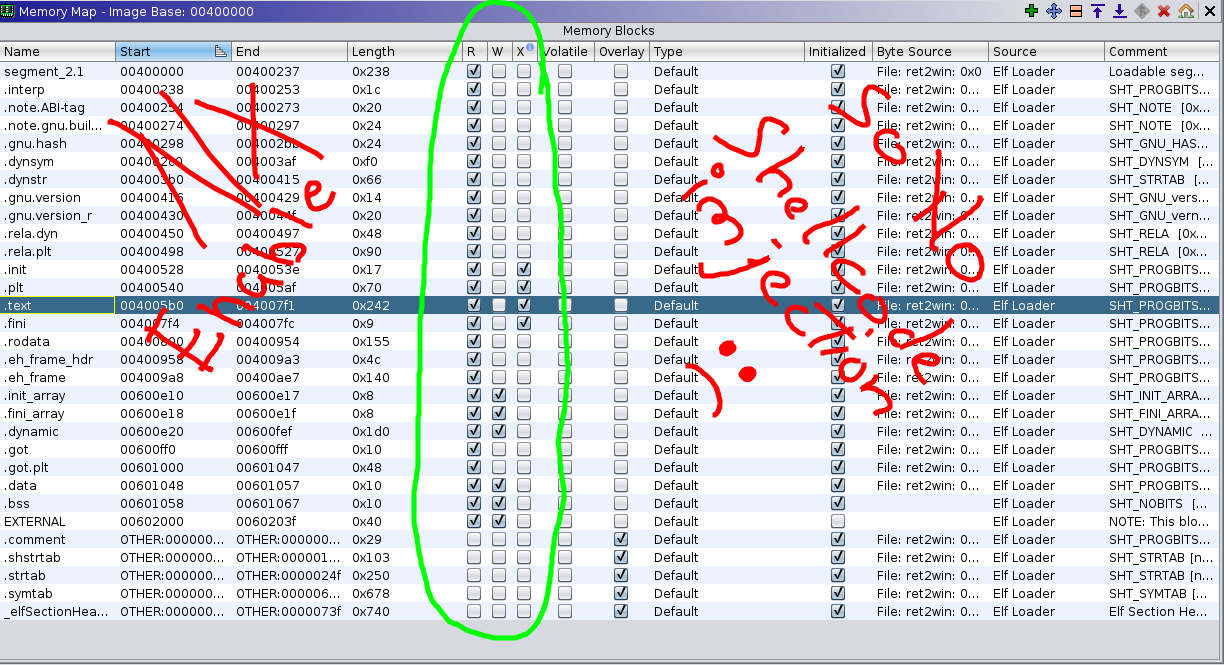 Memory Map - Image Base: 00400000
Memory Blocks
Name Start End Length R W X Volatile Overlay Type Initialized Byte Source Source Comment
segment_2.1 00400000 00400237 0x238 Default File: ret2win: 0x0 Elf Loader Loadable seg...
.interp 00400238 00400253 0x1c Default File: ret2win: 0... Elf Loader SHT_PROGBITS...
.note.ABI-tag 00400254 00400273 0x20 Default File: ret2win: 0... Elf Loader SHT_NOTE [0x...
.note.gnu.buil... 00400274 00400297 0x24 Default File: ret2win: 0... Elf Loader SHT_NOTE [0x...
.gnu.hash 00400298 004002bb 0x24 Default File: ret2win: 0... Elf Loader SHT_GNU_HAS...
.dynsym 004003af 0xf0 Default File: ret2win: 0... Elf Loader SHT_DYNSYM [...
.dynstr 004003b0 00400415 0x66 Default File: ret2win: 0... Elf Loader SHT_STRTAB [...
.gnu.version 00400416 00400429 0x14 Default File: ret2win: 0... Elf Loader SHT_GNU_vers...
.gnu.version_r 00400430 0040044f 0x20 Default File: ret2win: 0... Elf Loader SHT_GNU_vern...
.rela.dyn 00400450 00400497 0x48 Default File: ret2win: 0... Elf Loader SHT_RELA [0x...
.rela.plt 00400498 00400527 0x90 Default File: ret2win: 0... Elf Loader SHT_RELA [0x...
.init 00400528 0040053e 0x17 Default File: ret2win: 0... Elf Loader SHT_PROGBITS...
.plt 00400540 004005af 0x70 Default File: ret2win: 0... Elf Loader SHT_PROGBITS...
.text 004005b0 004007f1 0x242 Default File: ret2win: 0... Elf Loader SHT_PROGBITS...
.fini 004007f4 004007fc 0x9 Default File: ret2win: 0... Elf Loader SHT_PROGBITS...
.rodata 00400800 00400954 0x155 Default File: ret2win: 0... Elf Loader SHT_PROGBITS...
.eh_frame_hdr 00400958 004009a3 0x4c Default File: ret2win: 0... Elf Loader SHT_PROGBITS...
.eh_frame 004009a8 00400ae7 0x140 Default File: ret2win: 0... Elf Loader SHT_PROGBITS...
.init_array 00600e10 00600e17 0x8 Default File: ret2win: 0... Elf Loader SHT_INIT_ARRA...
.fini_array 00600e18 00600e1f 0x8 Default File: ret2win: 0... Elf Loader SHT_FINI_ARRA...
.dynamic 00600e20 00600fef 0x1d0 Default File: ret2win: 0... Elf Loader SHT_DYNAMIC ...
.got 00600ff0 00600fff 0x10 Default File: ret2win: 0... Elf Loader SHT_PROGBITS...
.got.plt 00601000 00601047 0x48 Default File: ret2win: 0... Elf Loader SHT_PROGBITS...
.data 00601048 00601057 0x10 Default File: ret2win: 0... Elf Loader SHT_PROGBITS...
.bss 00601058 00601067 0x10 Default Elf Loader SHT_NOBITS [...
EXTERNAL 00602000 0060203f 0x40 Default Elf Loader NOTE: This blo...
.comment OTHER:000000... OTHER:000000... 0x29 Default File: ret2win: 0... Elf Loader SHT_PROGBITS...
.shstrtab OTHER:000000... OTHER:000001... 0x103 Default File: ret2win: 0... Elf Loader SHT_STRTAB [n...
.strtab OTHER:000000... OTHER:0000024f 0x250 Default File: ret2win: 0... Elf Loader SHT_STRTAB [n...
.symtab OTHER:000000... OTHER:000006... 0x678 Default File: ret2win: 0... Elf Loader SHT_SYMTAB [...
_elfSectionHea... OTHER:000000... OTHER:0000073f 0x740 Default File: ret2win: 0... Elf Loader Elf Section He...
NX
Enable
So No
Shellcode
injection
:(